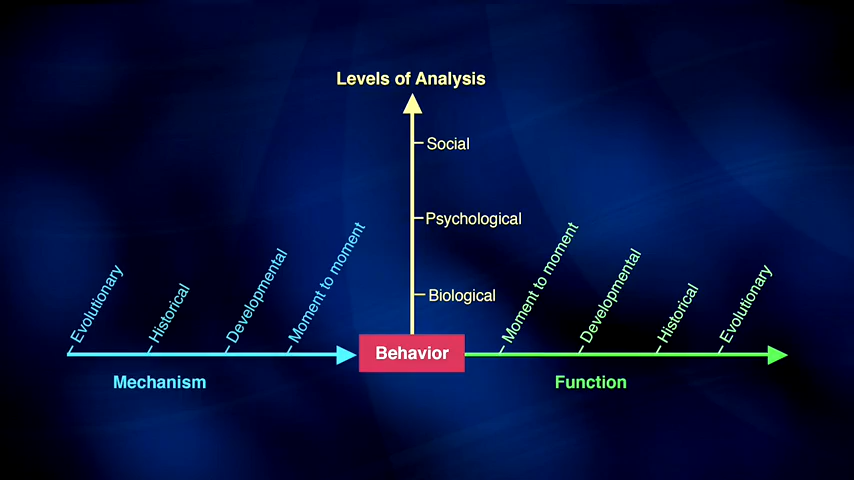 Levels of Analysis
Social
Psychological
Biological
Evolutionary
Historical
Developmental
Moment to moment
Moment to moment
Developmental
Historical
Evolutionary
Behavior
Mechanism
Function